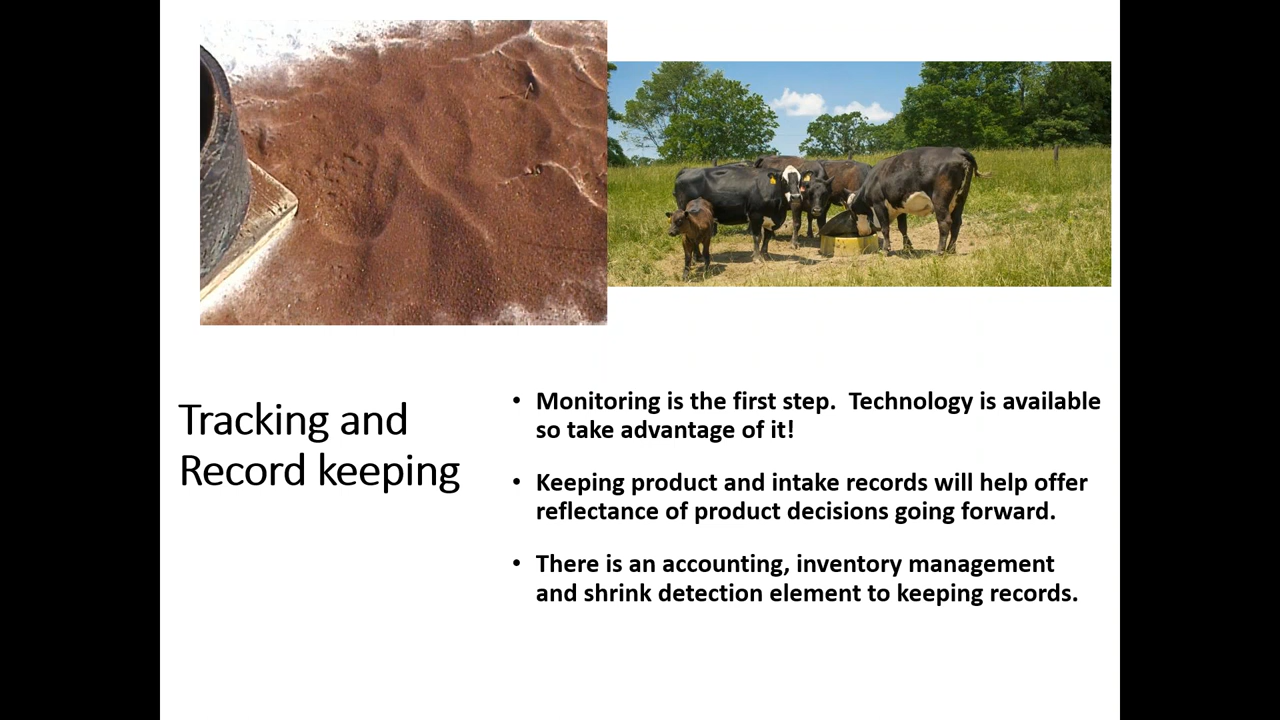 Tracking and
Record keeping
• Monitoring is the first step.  Technology is available
so take advantage of it!
• Keeping product and intake records will help offer
reflectance of product decisions going forward.
• There is an accounting, inventory management
and shrink detection element to keeping records.